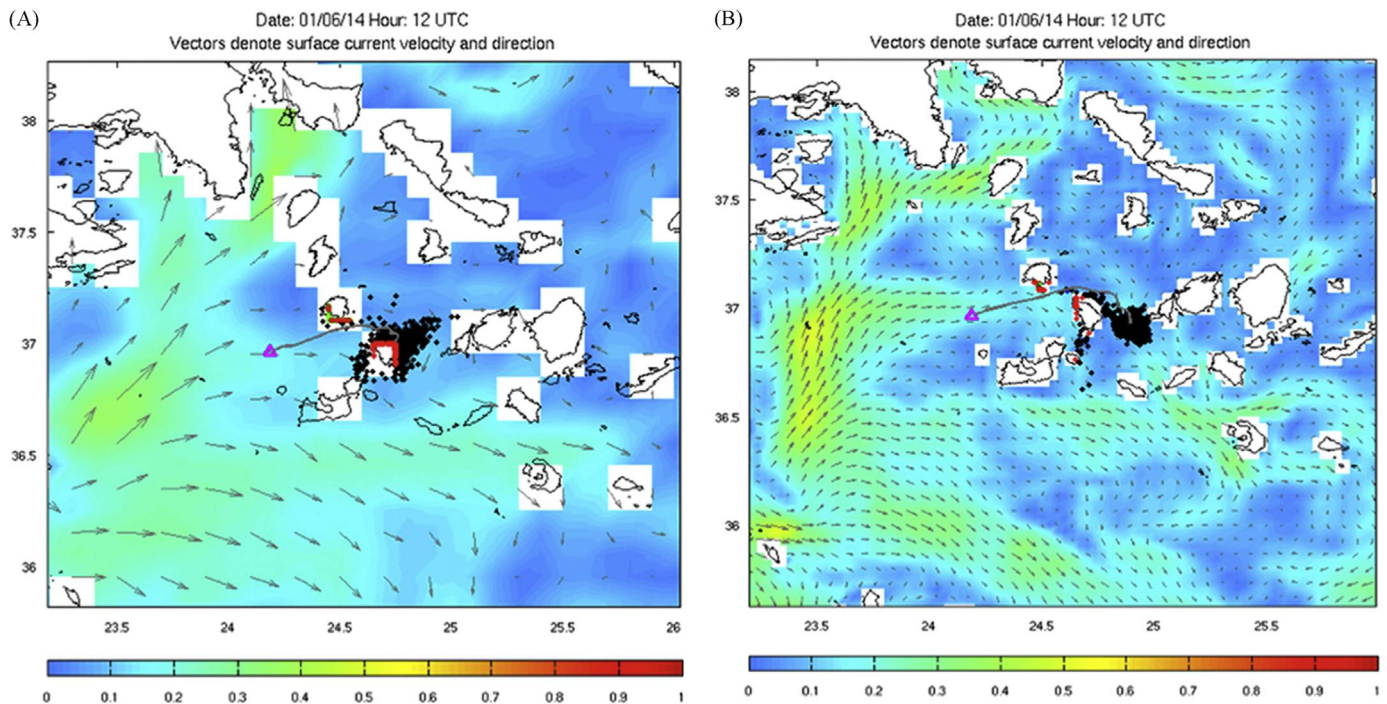 (A)
Date: 01/06/14 Hour: 12 UTC
Vectors denote surface current velocity and direction
38
37.5
37
36.5
36
23.5 24 24.5 25 25.5 26
0 0.1 0.2 0.3 0.4 0.5 0.6 0.7 0.8 0.9 1
(B)
Date: 01/06/14 Hour: 12 UTC
Vectors denote surface current velocity and direction
38
37.5
37
36.5
36
23.5 24 24.5 25 25.5
0 0.1 0.2 0.3 0.4 0.5 0.6 0.7 0.8 0.9 1